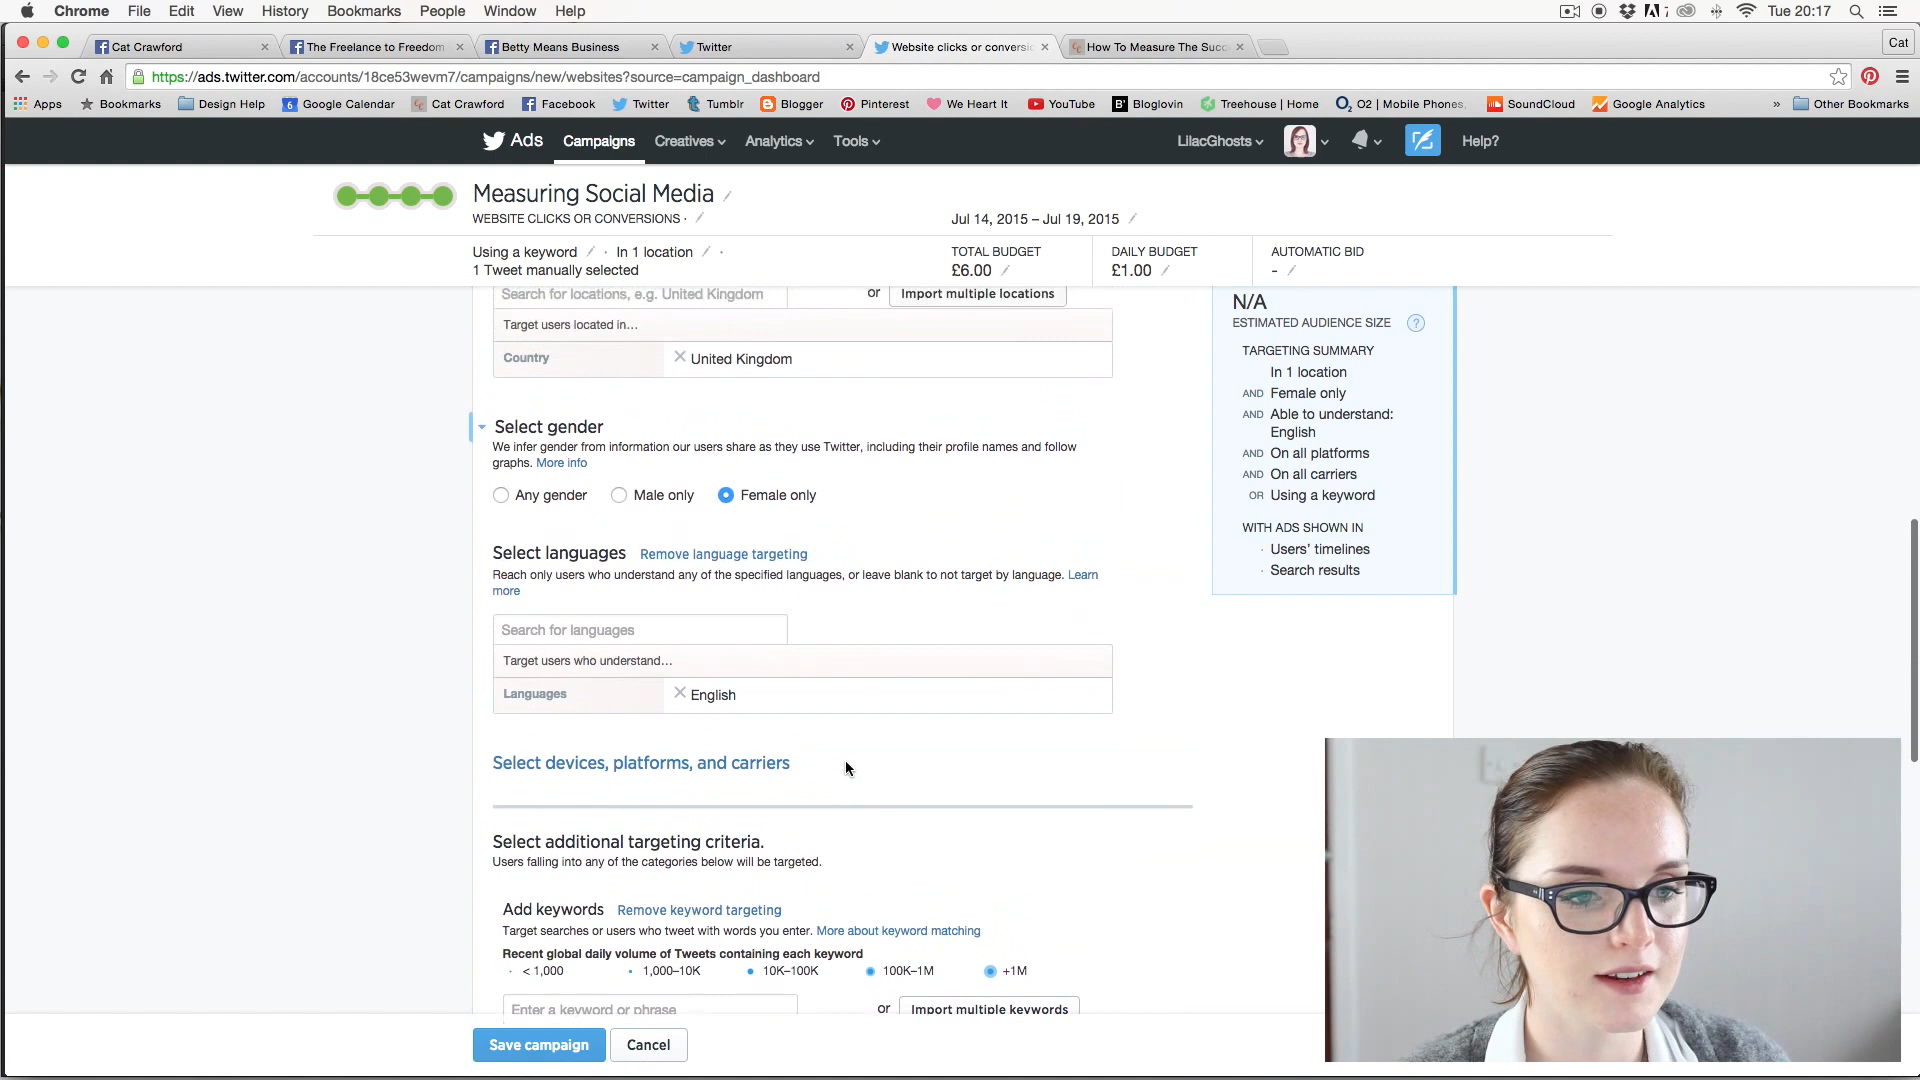 Chrome File Edit View History Bookmarks People Window Help Tue 20:17
Cat Crawford The Freelance to Freedom Betty Means Business Twitter Website clicks or conversi How To Measure The Succ Cat
https://ads.twitter.com/accounts/18ce53wevm7/campaigns/new/websites?source=campaign_dashboard
Apps Bookmarks Design Help 6 Google Calendar Cat Crawford Facebook Twitter Tumblr Blogger Pinterest We Heart It YouTube B' Bloglovin Treehouse | Home O2 | Mobile Phones, SoundCloud Google Analytics » Other Bookmarks
Ads Campaigns Creatives Analytics Tools LilacGhosts Help?
Measuring Social Media
WEBSITE CLICKS OR CONVERSIONS · Jul 14, 2015 – Jul 19, 2015
Using a keyword · In 1 location · TOTAL BUDGET DAILY BUDGET AUTOMATIC BID
1 Tweet manually selected £6.00 £1.00 -
Search for locations, e.g. United Kingdom or Import multiple locations
Target users located in...
Country United Kingdom
Select gender
We infer gender from information our users share as they use Twitter, including their profile names and follow
graphs. More info
Any gender Male only Female only
Select languages Remove language targeting
Reach only users who understand any of the specified languages, or leave blank to not target by language. Learn
more
Search for languages
Target users who understand...
Languages English
Select devices, platforms, and carriers
Select additional targeting criteria.
Users falling into any of the categories below will be targeted.
Add keywords Remove keyword targeting
Target searches or users who tweet with words you enter. More about keyword matching
Recent global daily volume of Tweets containing each keyword
< 1,000 1,000–10K 10K–100K 100K–1M +1M
Enter a keyword or phrase or Import multiple keywords
Save campaign Cancel
N/A
ESTIMATED AUDIENCE SIZE ?
TARGETING SUMMARY
In 1 location
AND Female only
AND Able to understand:
English
AND On all platforms
AND On all carriers
OR Using a keyword
WITH ADS SHOWN IN
· Users' timelines
· Search results